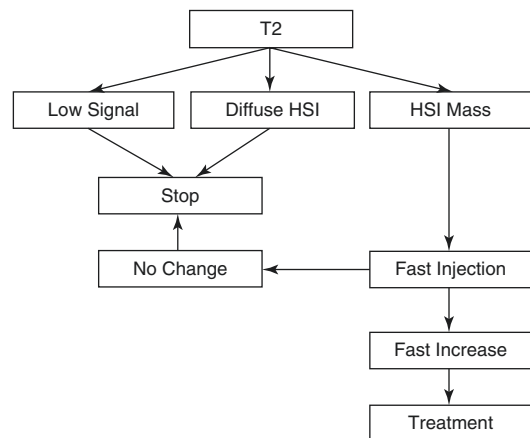 T2
Low Signal
Diffuse HSI
HSI Mass
Stop
No Change
Fast Injection
Fast Increase
Treatment